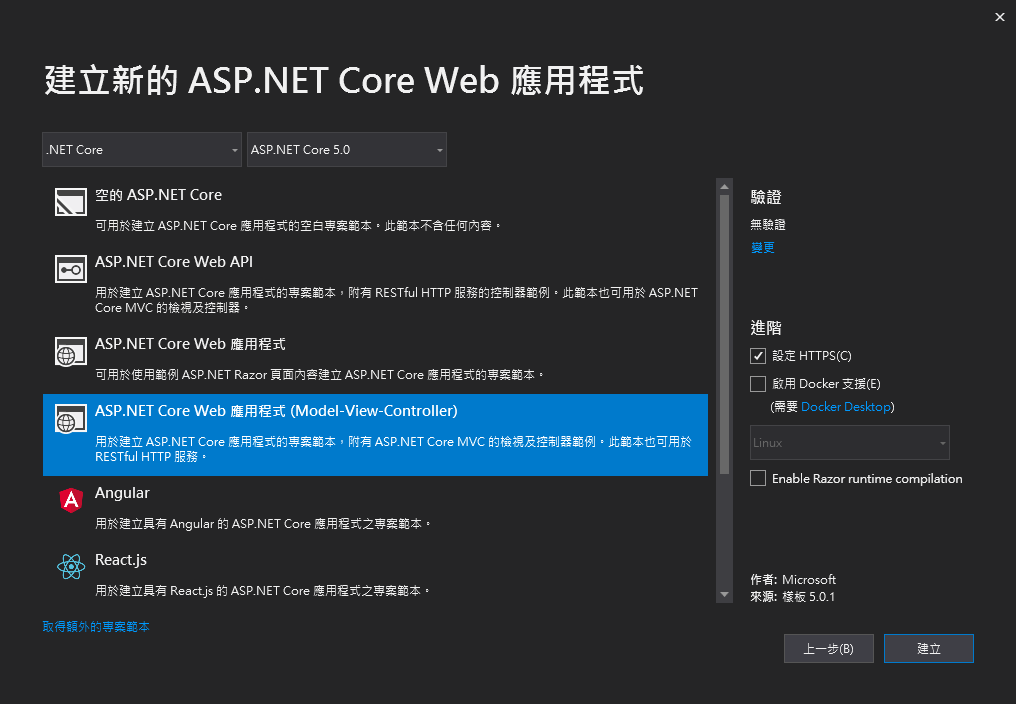 建立新的 ASP.NET Core Web 應用程式
.NET Core
ASP.NET Core 5.0
空的 ASP.NET Core
可用於建立 ASP.NET Core 應用程式的空白專案範本。此範本不含任何內容。
ASP.NET Core Web API
用於建立 ASP.NET Core 應用程式的專案範本，附有 RESTful HTTP 服務的控制器範例。此範本也可用於 ASP.NET
Core MVC 的檢視及控制器。
ASP.NET Core Web 應用程式
可用於使用範例 ASP.NET Razor 頁面內容建立 ASP.NET Core 應用程式的專案範本。
ASP.NET Core Web 應用程式 (Model-View-Controller)
用於建立 ASP.NET Core 應用程式的專案範本，附有 ASP.NET Core MVC 的檢視及控制器範例。此範本也可用於
RESTful HTTP 服務。
Angular
用於建立具有 Angular 的 ASP.NET Core 應用程式之專案範本。
React.js
用於建立具有 React.js 的 ASP.NET Core 應用程式之專案範本。
取得額外的專案範本
驗證
無驗證
變更
進階
設定 HTTPS(C)
啟用 Docker 支援(E)
(需要 Docker Desktop)
Linux
Enable Razor runtime compilation
作者: Microsoft
來源: 樣板 5.0.1
上一步(B)
建立